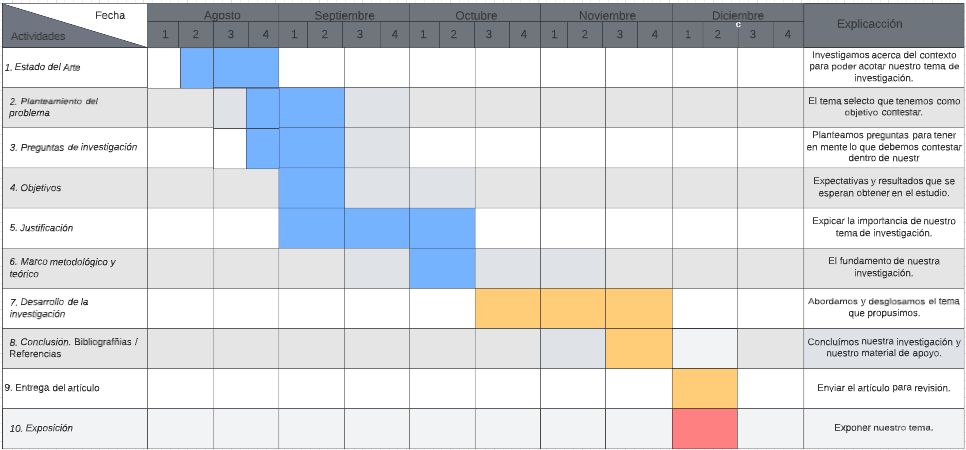 Fecha
Actividades
Agosto Septiembre Octubre Noviembre Diciembre Explicacción
c
1 2 3 4 1 2 3 4 1 2 3 4 1 2 3 4 1 2 3 4
1. Estado del Arte
Investigamos acerca del contexto
para poder acotar nuestro tema de
investigación.
2. Planteamiento del
problema
El tema selecto que tenemos como
objetivo contestar.
3. Preguntas de investigación
Planteamos preguntas para tener
en mente lo que debemos contestar
dentro de nuestr
4. Objetivos
Expectativas y resultados que se
esperan obtener en el estudio.
5. Justificación
Expicar la importancia de nuestro
tema de investigación.
6. Marco metodológico y
teórico
El fundamento de nuestra
investigación.
7. Desarrollo de la
investigación
Abordamos y desglosamos el tema
que propusimos.
8. Conclusión. Bibliografñias /
Referencias
Concluímos nuestra investigación y
nuestro material de apoyo.
9. Entrega del artículo
Enviar el artículo para revisión.
10. Exposición
Exponer nuestro tema.